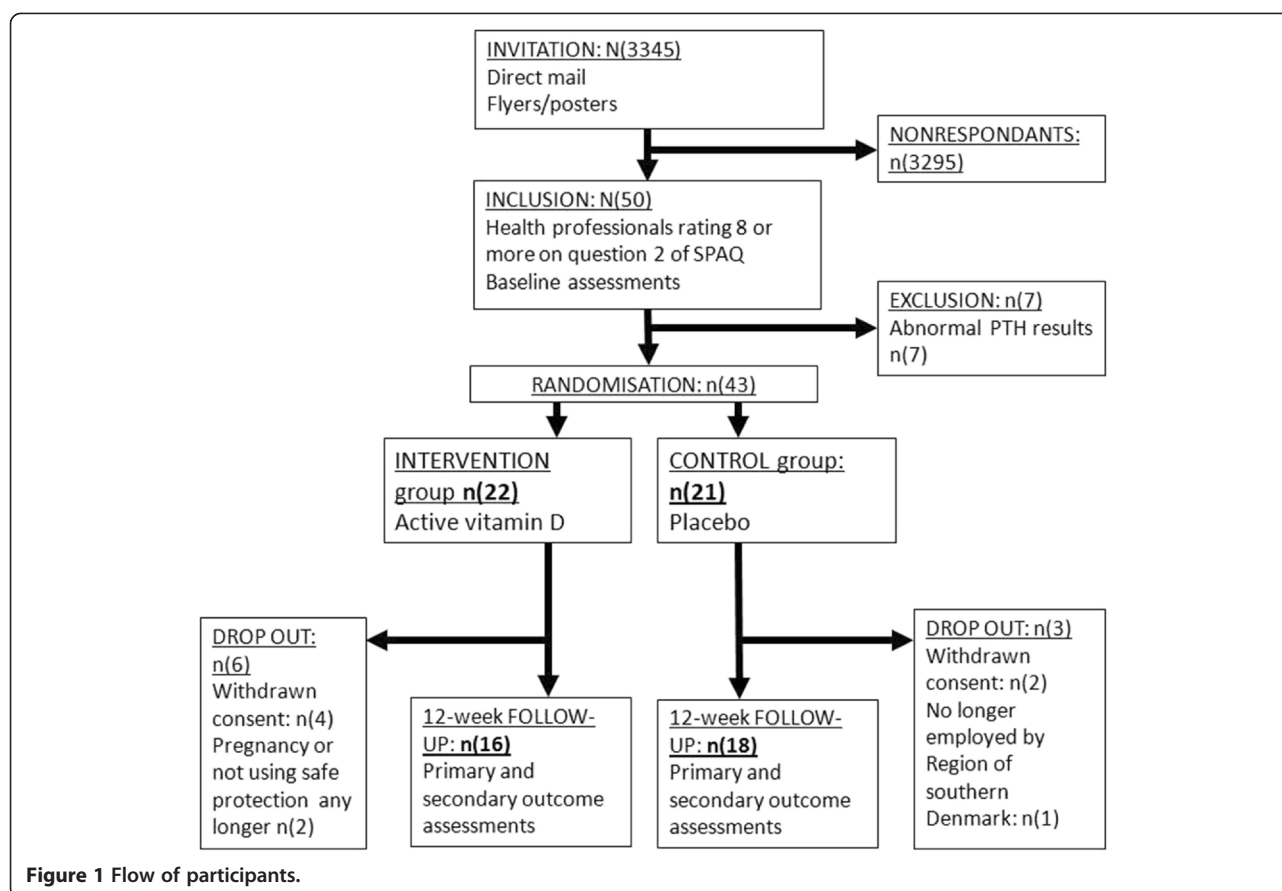 INVITATION: N(3345)
Direct mail
Flyers/posters
NONRESPONDANTS:
n(3295)
INCLUSION: N(50)
Health professionals rating 8 or
more on question 2 of SPAQ
Baseline assessments
EXCLUSION: n(7)
Abnormal PTH results
n(7)
RANDOMISATION: n(43)
INTERVENTION
group n(22)
Active vitamin D
CONTROL group:
n(21)
Placebo
DROP OUT:
n(6)
Withdrawn
consent: n(4)
Pregnancy or
not using safe
protection any
longer n(2)
12-week FOLLOW-
UP: n(16)
Primary and
secondary outcome
assessments
12-week FOLLOW-
UP: n(18)
Primary and
secondary outcome
assessments
DROP OUT: n(3)
Withdrawn
consent: n(2)
No longer
employed by
Region of
southern
Denmark: n(1)
Figure 1 Flow of participants.